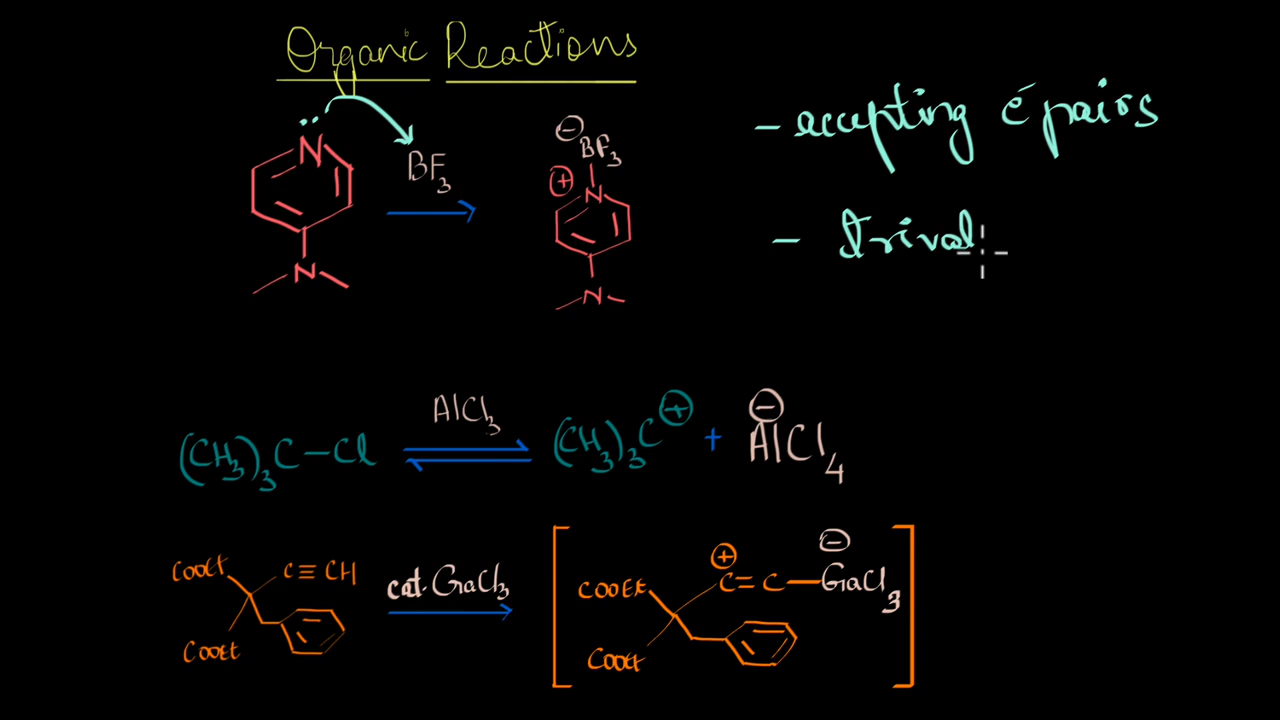 Organic Reactions
- accepting e⁻ pairs
N BF₃
⊖
BF₃
⊕
N
- trival
N
N
AlCl₃
(CH₃)₃C-Cl (CH₃)₃C⊕ + ⊖AlCl₄
COOEt C≡CH cat. GaCl₃ COOEt ⊕C=C-GaCl₃⊖
COOEt COOEt